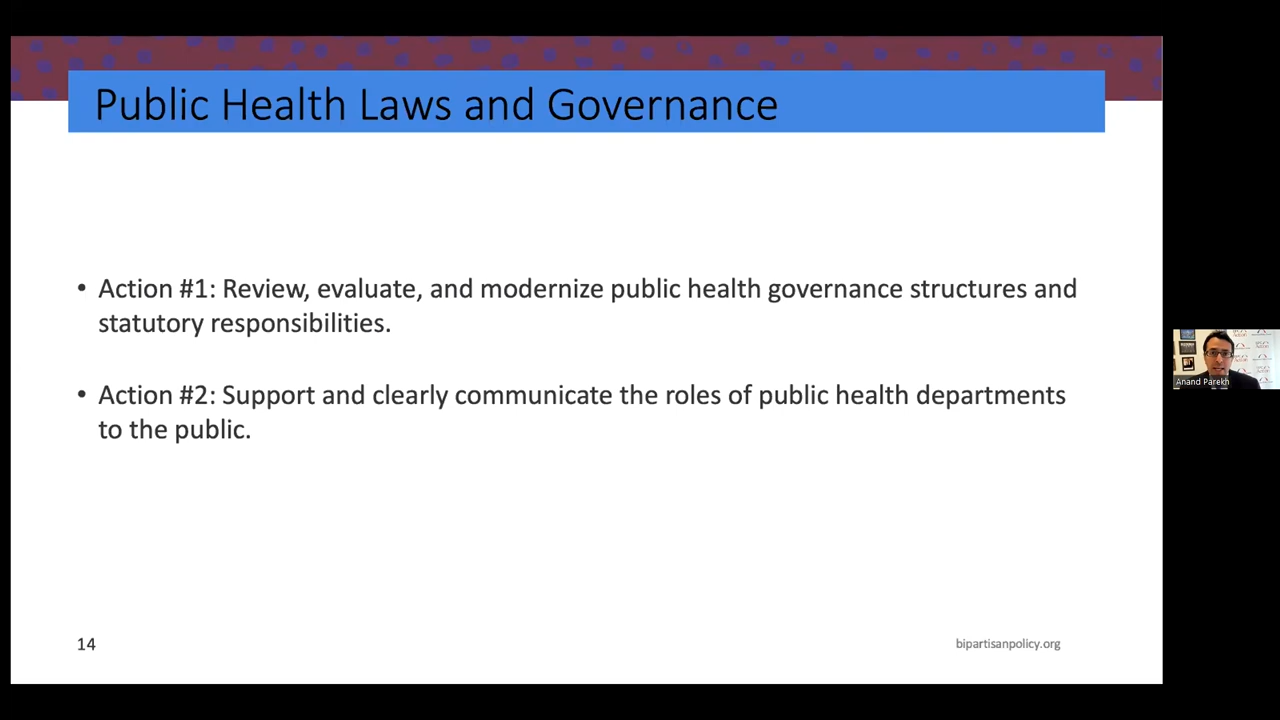 Public Health Laws and Governance
• Action #1: Review, evaluate, and modernize public health governance structures and
statutory responsibilities.
• Action #2: Support and clearly communicate the roles of public health departments
to the public.
14
bipartisanpolicy.org
Anand Parekh